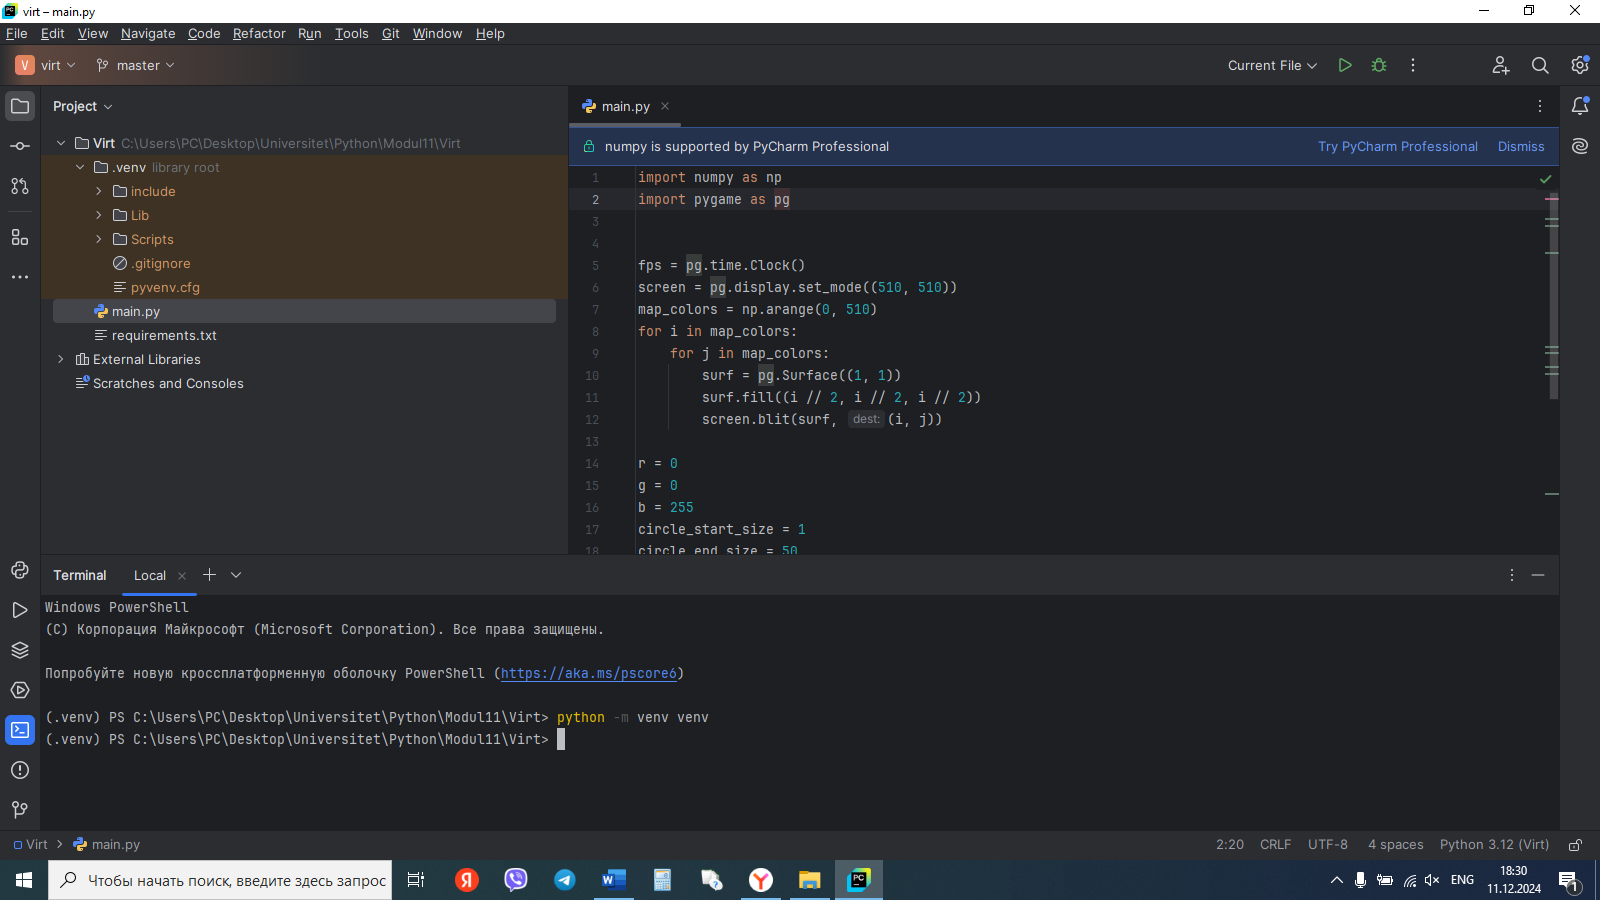 virt – main.py
File Edit View Navigate Code Refactor Run Tools Git Window Help
V virt master Current File
Project
main.py
Virt C:\Users\PC\Desktop\Universitet\Python\Modul11\Virt
.venv library root
include
Lib
Scripts
.gitignore
pyvenv.cfg
main.py
requirements.txt
External Libraries
Scratches and Consoles
numpy is supported by PyCharm Professional Try PyCharm Professional Dismiss
1 import numpy as np
2 import pygame as pg
3
4
5 fps = pg.time.Clock()
6 screen = pg.display.set_mode((510, 510))
7 map_colors = np.arange(0, 510)
8 for i in map_colors:
9 for j in map_colors:
10 surf = pg.Surface((1, 1))
11 surf.fill((i // 2, i // 2, i // 2))
12 screen.blit(surf, dest: (i, j))
13
14 r = 0
15 g = 0
16 b = 255
17 circle_start_size = 1
18 circle_end_size = 50
Terminal Local
Windows PowerShell
(C) Корпорация Майкрософт (Microsoft Corporation). Все права защищены.
Попробуйте новую кроссплатформенную оболочку PowerShell (https://aka.ms/pscore6)
(.venv) PS C:\Users\PC\Desktop\Universitet\Python\Modul11\Virt> python -m venv venv
(.venv) PS C:\Users\PC\Desktop\Universitet\Python\Modul11\Virt>
Virt main.py 2:20 CRLF UTF-8 4 spaces Python 3.12 (Virt)
Чтобы начать поиск, введите здесь запрос
ENG
18:30
11.12.2024
1